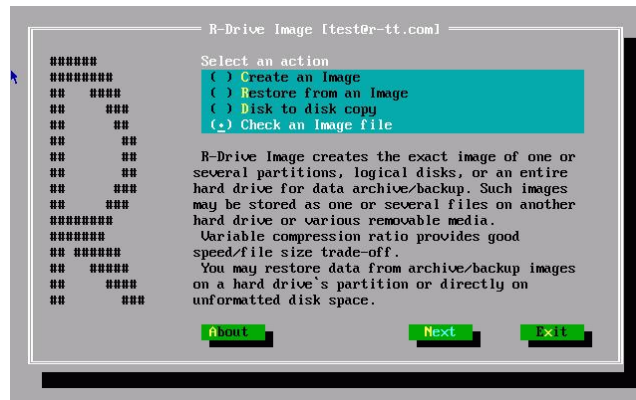 R-Drive Image [test@r-tt.com]
Select an action
( ) Create an Image
( ) Restore from an Image
( ) Disk to disk copy
(•) Check an Image file
R-Drive Image creates the exact image of one or
several partitions, logical disks, or an entire
hard drive for data archive/backup. Such images
may be stored as one or several files on another
hard drive or various removable media.
Variable compression ratio provides good
speed/file size trade-off.
You may restore data from archive/backup images
on a hard drive`s partition or directly on
unformatted disk space.
About Next Exit